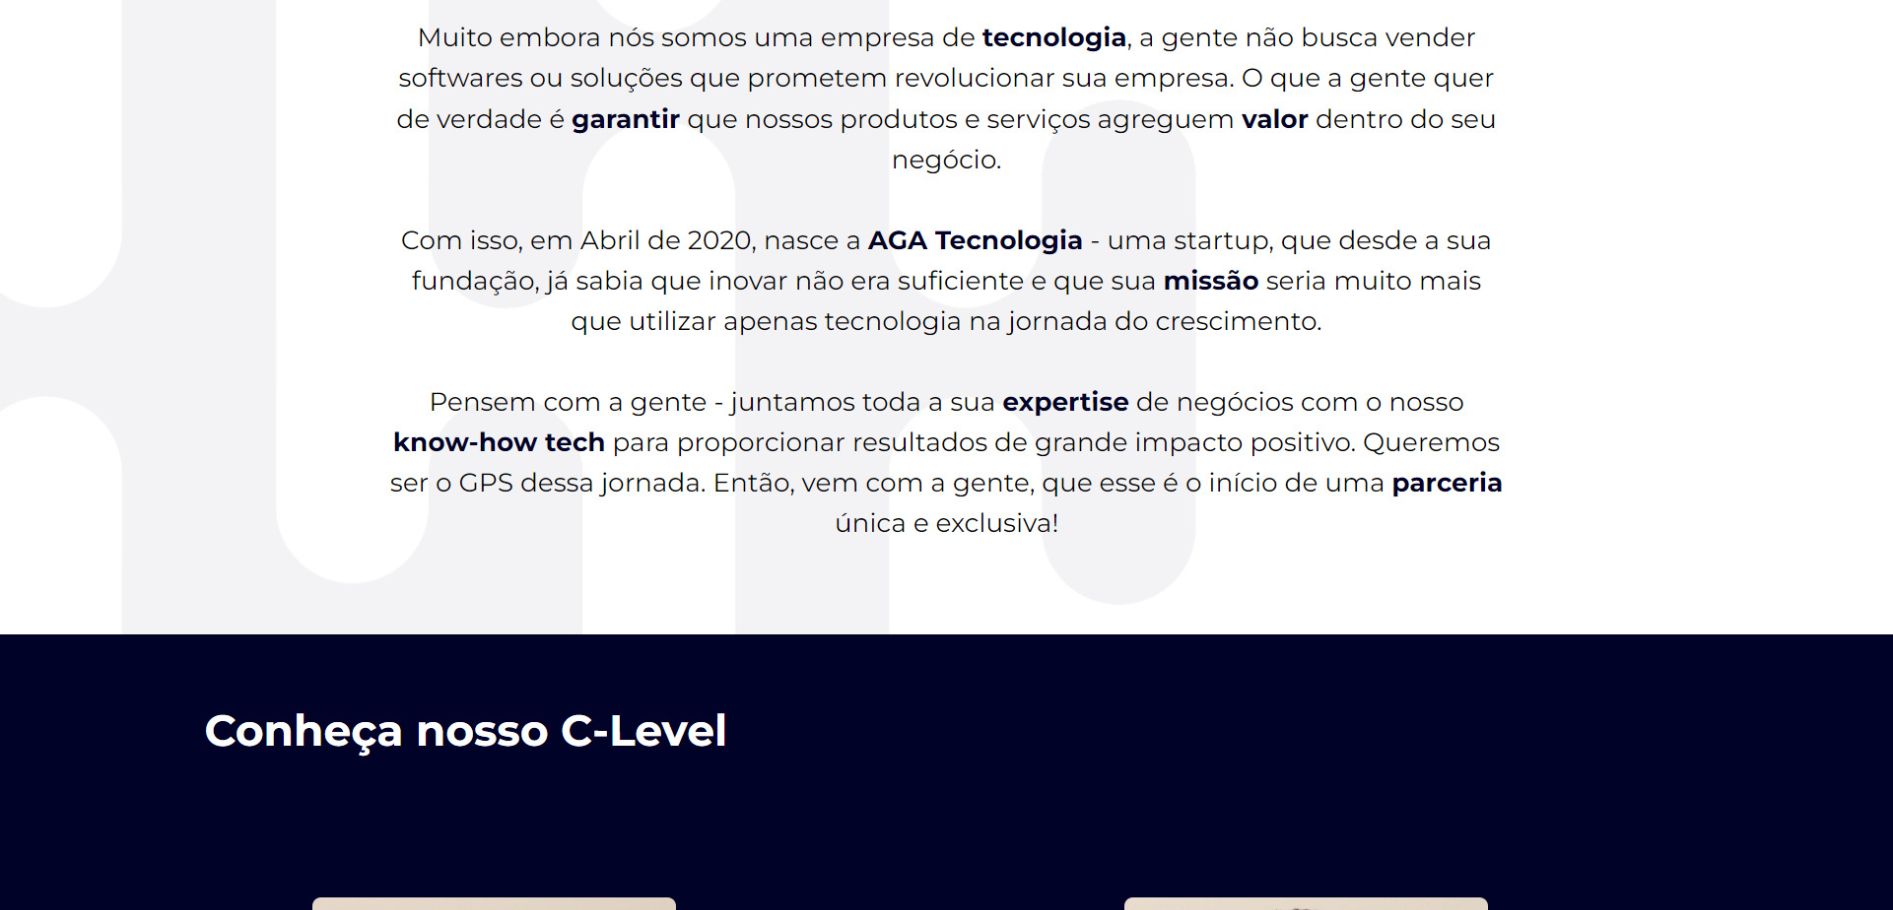 Muito embora nós somos uma empresa de tecnologia, a gente não busca vender
softwares ou soluções que prometem revolucionar sua empresa. O que a gente quer
de verdade é garantir que nossos produtos e serviços agreguem valor dentro do seu
negócio.
Com isso, em Abril de 2020, nasce a AGA Tecnologia - uma startup, que desde a sua
fundação, já sabia que inovar não era suficiente e que sua missão seria muito mais
que utilizar apenas tecnologia na jornada do crescimento.
Pensem com a gente - juntamos toda a sua expertise de negócios com o nosso
know-how tech para proporcionar resultados de grande impacto positivo. Queremos
ser o GPS dessa jornada. Então, vem com a gente, que esse é o início de uma parceria
única e exclusiva!
Conheça nosso C-Level